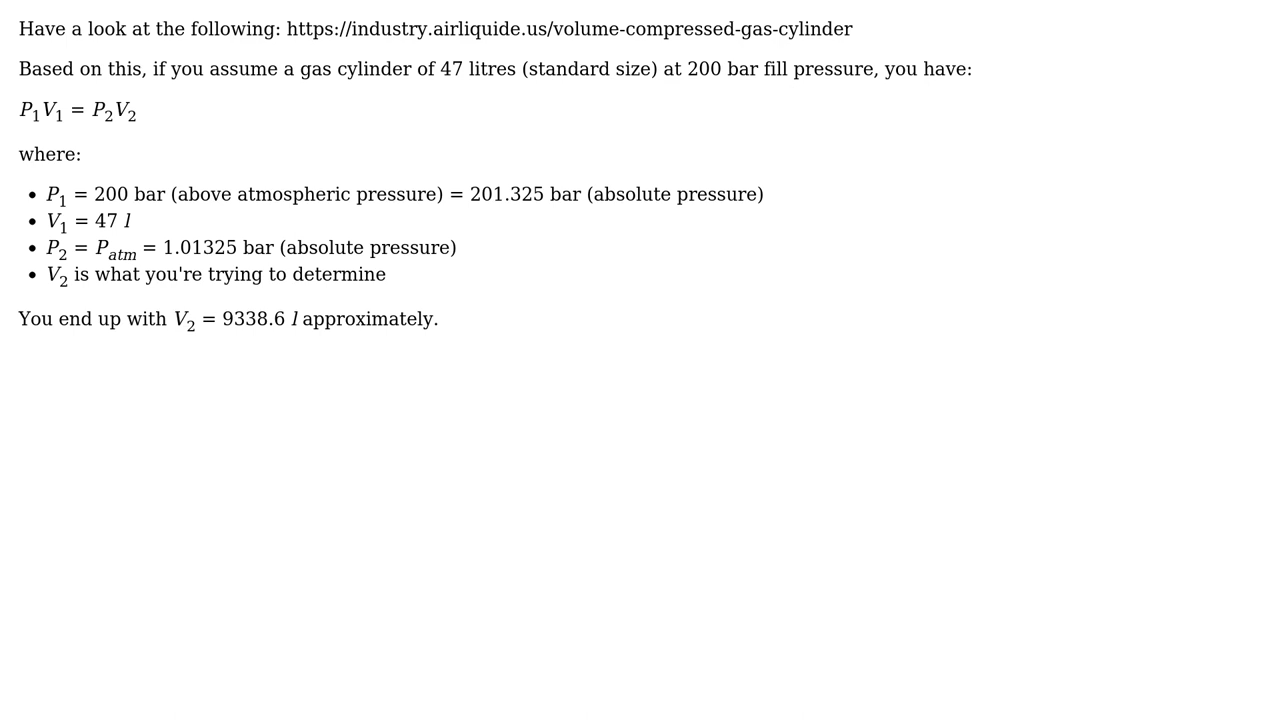 Have a look at the following: https://industry.airliquide.us/volume-compressed-gas-cylinder
Based on this, if you assume a gas cylinder of 47 litres (standard size) at 200 bar fill pressure, you have:
P₁V₁ = P₂V₂
where:
• P₁ = 200 bar (above atmospheric pressure) = 201.325 bar (absolute pressure)
• V₁ = 47 l
• P₂ = Pₐₜₘ = 1.01325 bar (absolute pressure)
• V₂ is what you're trying to determine
You end up with V₂ = 9338.6 l approximately.